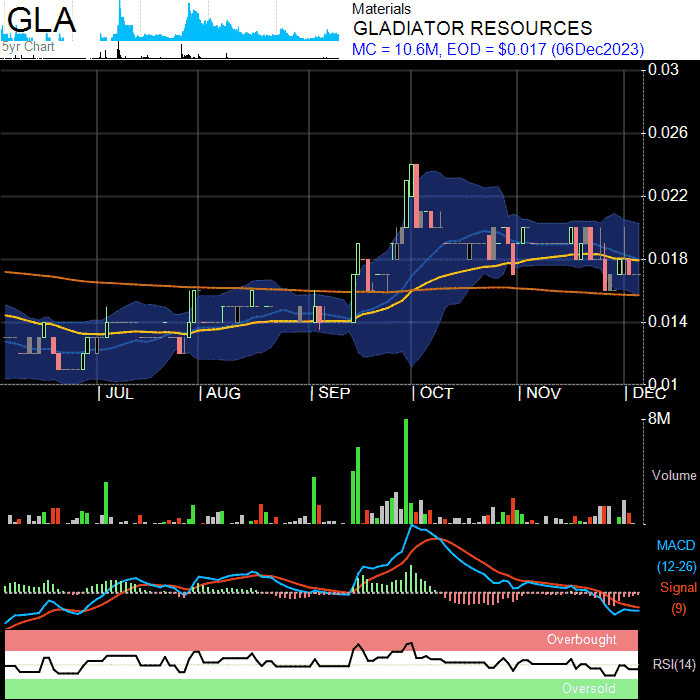 GLA
5yr Chart
Materials
GLADIATOR RESOURCES
MC = 10.6M, EOD = $0.017 (06Dec2023)
0.03
0.026
0.022
0.018
0.014
0.01
| JUL | AUG | SEP | OCT | NOV | DEC
8M
Volume
MACD
(12-26)
Signal
(9)
Overbought
RSI(14)
Oversold